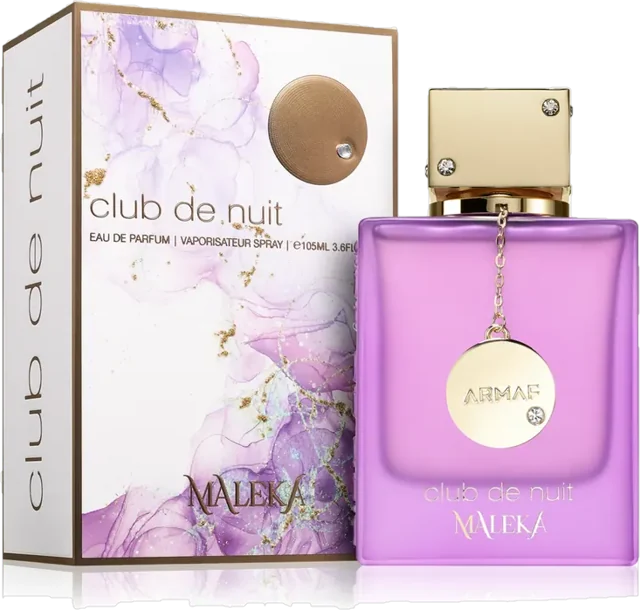 club de nuit
club de nuit
EAU DE PARFUM | VAPORISATEUR SPRAY | ℮105ML 3.6FL
MALEKA
ARMAF
club de nuit
MALEKA